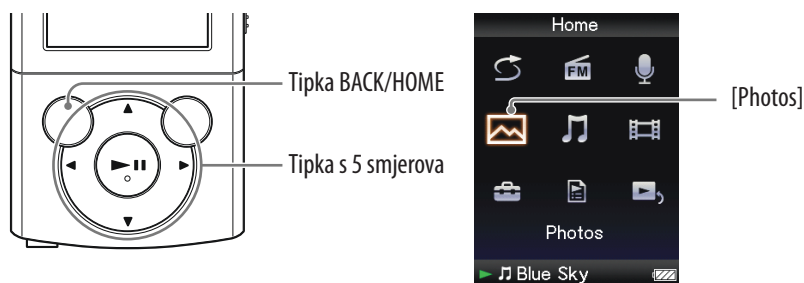 Tipka BACK/HOME
Tipka s 5 smjerova
Home
FM
[Photos]
Photos
Blue Sky